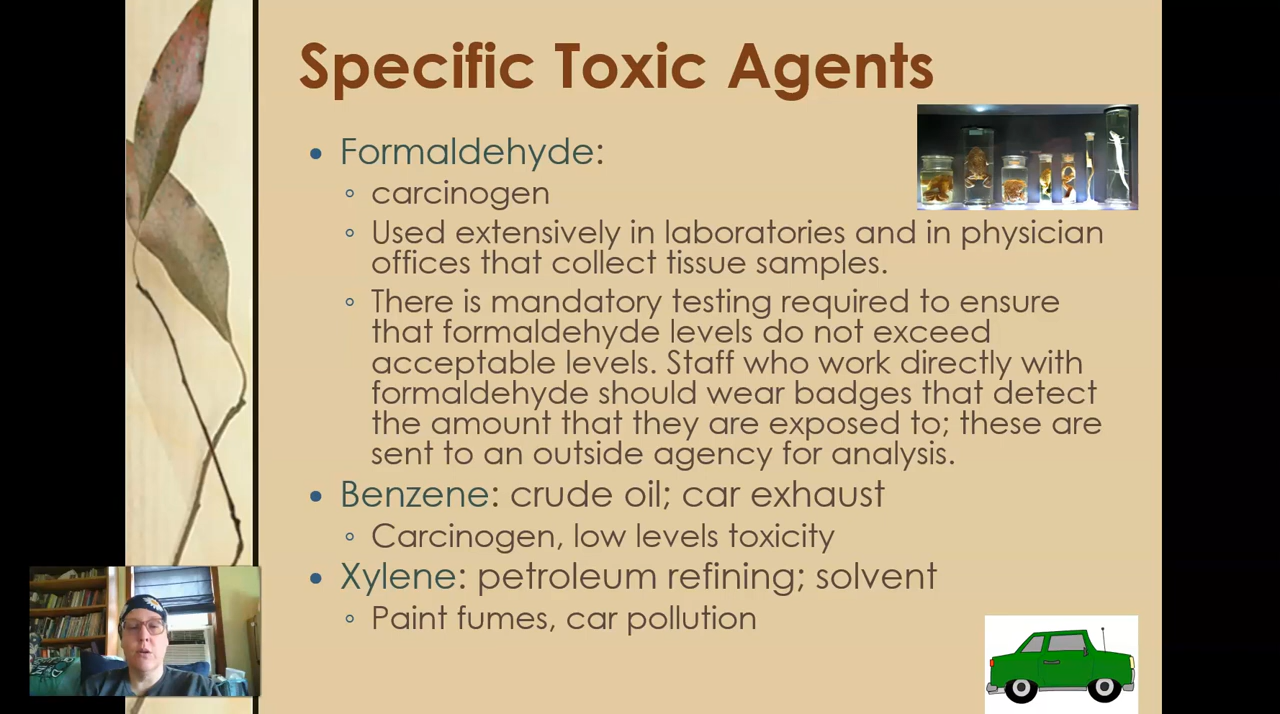 Specific Toxic Agents
Formaldehyde:
carcinogen
Used extensively in laboratories and in physician
offices that collect tissue samples.
There is mandatory testing required to ensure
that formaldehyde levels do not exceed
acceptable levels. Staff who work directly with
formaldehyde should wear badges that detect
the amount that they are exposed to; these are
sent to an outside agency for analysis.
Benzene: crude oil; car exhaust
Carcinogen, low levels toxicity
Xylene: petroleum refining; solvent
Paint fumes, car pollution